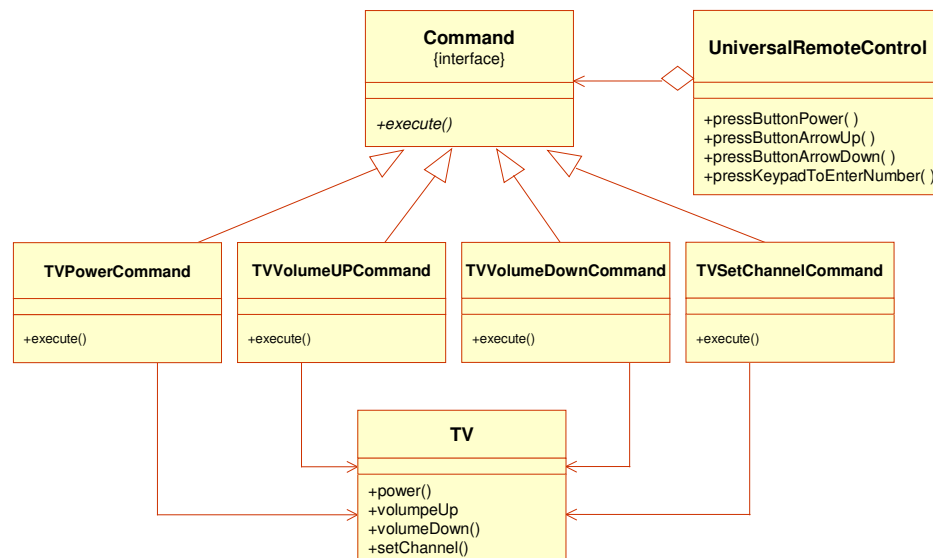 Command
{interface}
+execute()
UniversalRemoteControl
+pressButtonPower( )
+pressButtonArrowUp( )
+pressButtonArrowDown( )
+pressKeypadToEnterNumber( )
TVPowerCommand
+execute()
TVVolumeUPCommand
+execute()
TVVolumeDownCommand
+execute()
TVSetChannelCommand
+execute()
TV
+power()
+volumpeUp
+volumeDown()
+setChannel()